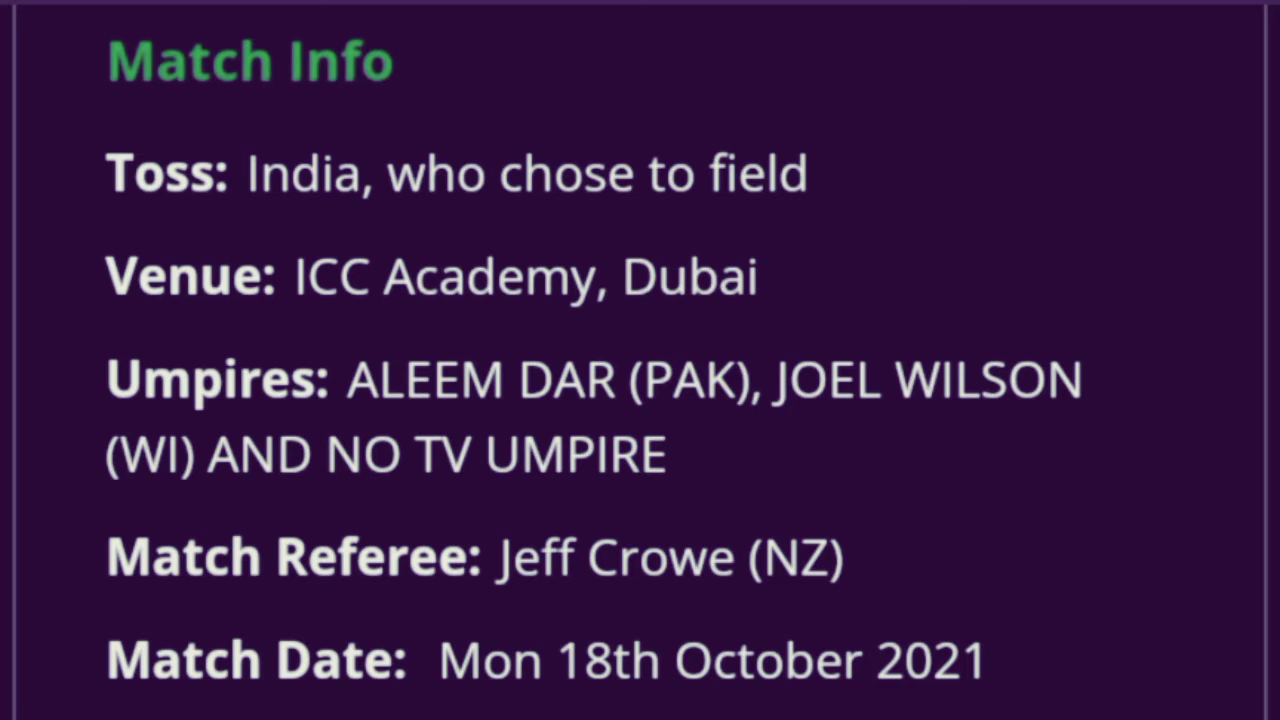 Match Info
Toss: India, who chose to field
Venue: ICC Academy, Dubai
Umpires: ALEEM DAR (PAK), JOEL WILSON
(WI) AND NO TV UMPIRE
Match Referee: Jeff Crowe (NZ)
Match Date: Mon 18th October 2021